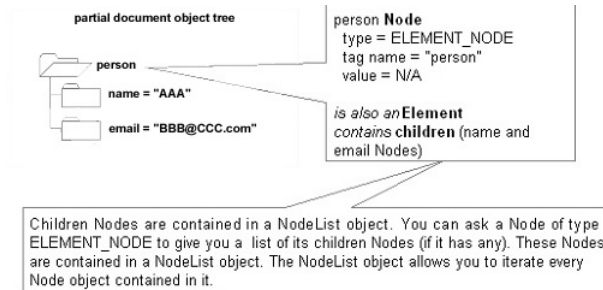 partial document object tree
person
name = "AAA"
email = "BBB@CCC.com"
person Node
type = ELEMENT_NODE
tag name = "person"
value = N/A
is also an Element
contains children (name and
email Nodes)
Children Nodes are contained in a NodeList object. You can ask a Node of type
ELEMENT_NODE to give you a list of its children Nodes (if it has any). These Nodes
are contained in a NodeList object. The NodeList object allows you to iterate every
Node object contained in it.